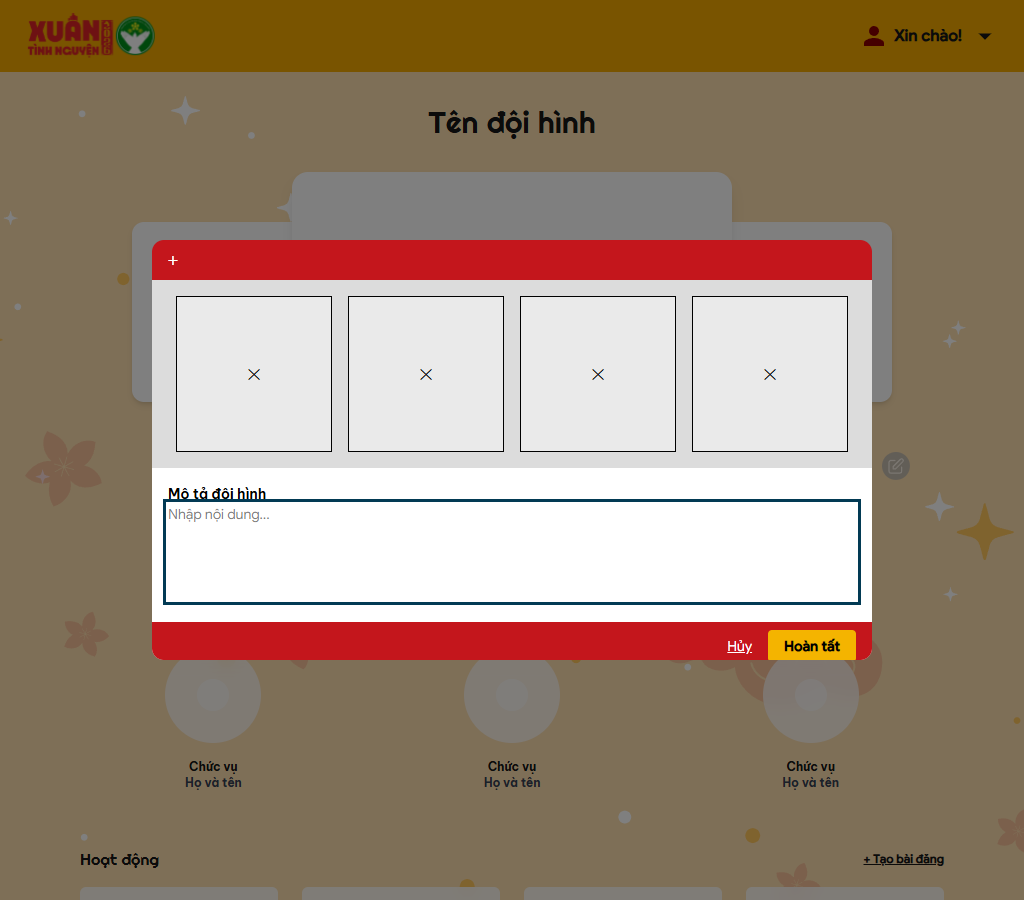 XUÂN
TÌNH NGUYỆN
Xin chào!
Tên đội hình
+
Mô tả đội hình
Nhập nội dung...
Hủy
Hoàn tất
Chức vụ
Họ và tên
Chức vụ
Họ và tên
Chức vụ
Họ và tên
Hoạt động
+ Tạo bài đăng